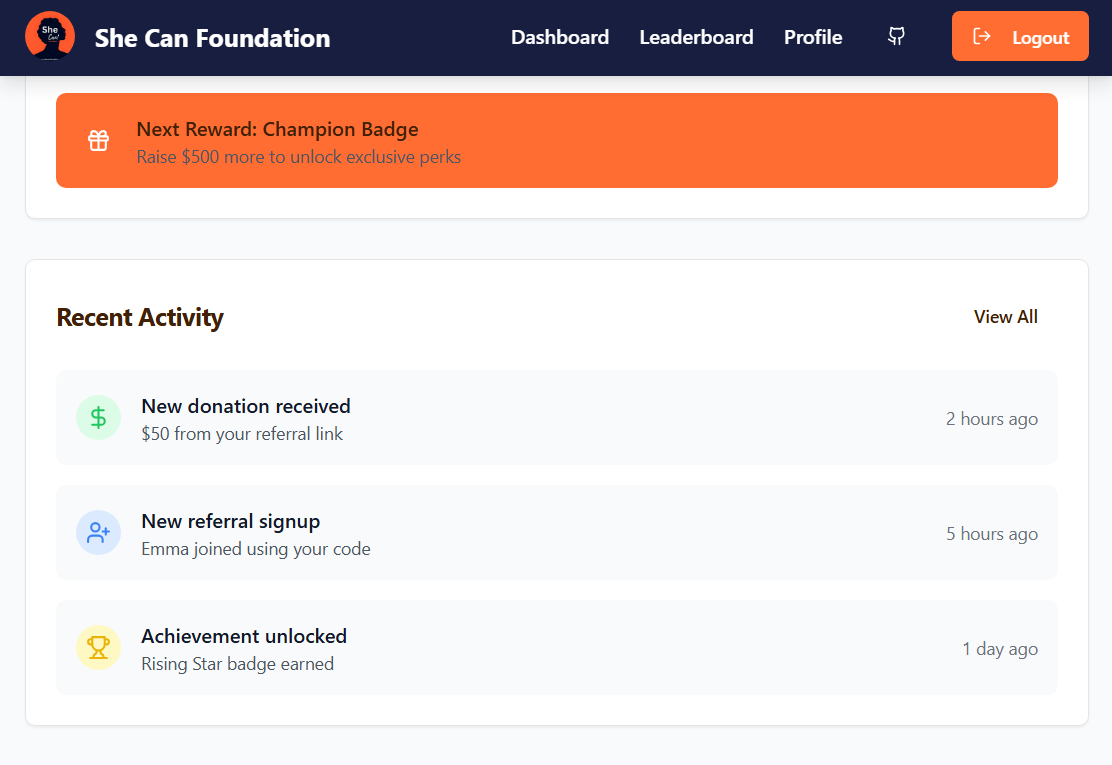 She
Can!
She Can Foundation
Dashboard
Leaderboard
Profile
Logout
Next Reward: Champion Badge
Raise $500 more to unlock exclusive perks
Recent Activity
View All
New donation received
$50 from your referral link
2 hours ago
New referral signup
Emma joined using your code
5 hours ago
Achievement unlocked
Rising Star badge earned
1 day ago